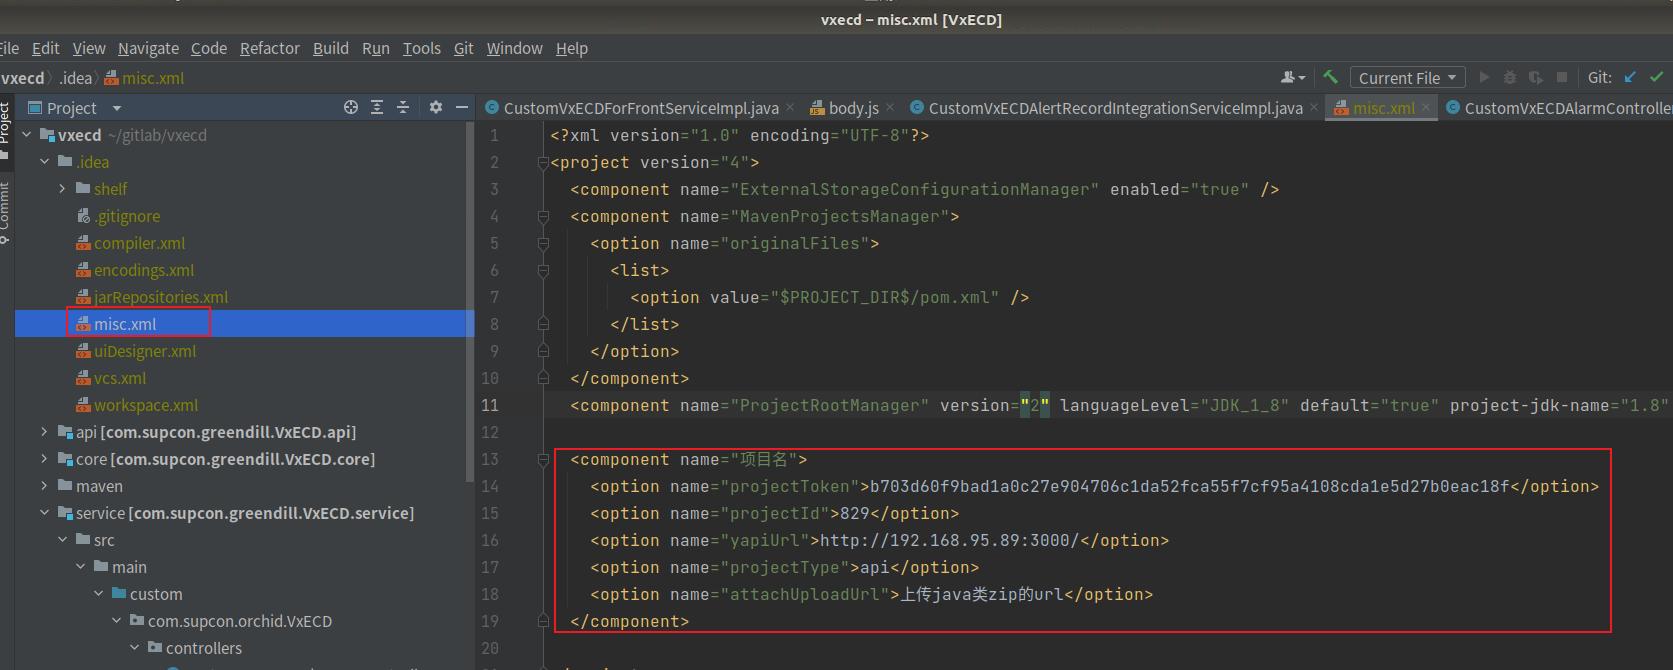 vxecd – misc.xml [VxECD]
File Edit View Navigate Code Refactor Build Run Tools Git Window Help
vxecd .idea misc.xml Current File Git:
Project CustomVxECDForFrontServiceImpl.java body.js CustomVxECDAlertRecordIntegrationServiceImpl.java misc.xml CustomVxECDAlarmController
Project
Commit
vxecd ~/gitlab/vxecd
.idea
shelf
.gitignore
compiler.xml
encodings.xml
jarRepositories.xml
misc.xml
uiDesigner.xml
vcs.xml
workspace.xml
api [com.supcon.greendill.VxECD.api]
core [com.supcon.greendill.VxECD.core]
maven
service [com.supcon.greendill.VxECD.service]
src
main
custom
com.supcon.orchid.VxECD
controllers
1 <?xml version="1.0" encoding="UTF-8"?>
2 <project version="4">
3 <component name="ExternalStorageConfigurationManager" enabled="true" />
4 <component name="MavenProjectsManager">
5 <option name="originalFiles">
6 <list>
7 <option value="$PROJECT_DIR$/pom.xml" />
8 </list>
9 </option>
10 </component>
11 <component name="ProjectRootManager" version="2" languageLevel="JDK_1_8" default="true" project-jdk-name="1.8"
12
13 <component name="项目名">
14 <option name="projectToken">b703d60f9bad1a0c27e904706c1da52fca55f7cf95a4108cda1e5d27b0eac18f</option>
15 <option name="projectId">829</option>
16 <option name="yapiUrl">http://192.168.95.89:3000/</option>
17 <option name="projectType">api</option>
18 <option name="attachUploadUrl">上传java类zip的url</option>
19 </component>
20